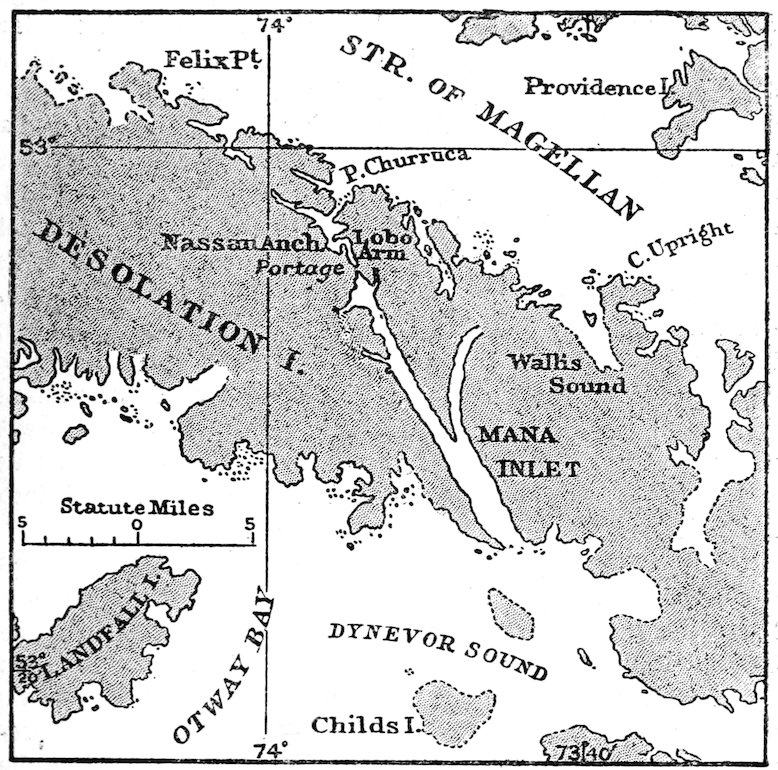 74°
Felix Pt.
STR. OF MAGELLAN
Providence I.
53°
P. Churruca
C. Upright
Nassau Anch.
Lobo
Arm
Portage
DESOLATION I.
Wallis
Sound
MANA
INLET
Statute Miles
5 0 5
LANDFALL I.
53°
20'
OTWAY BAY
DYNEVOR SOUND
Childs I.
74°
73°40'